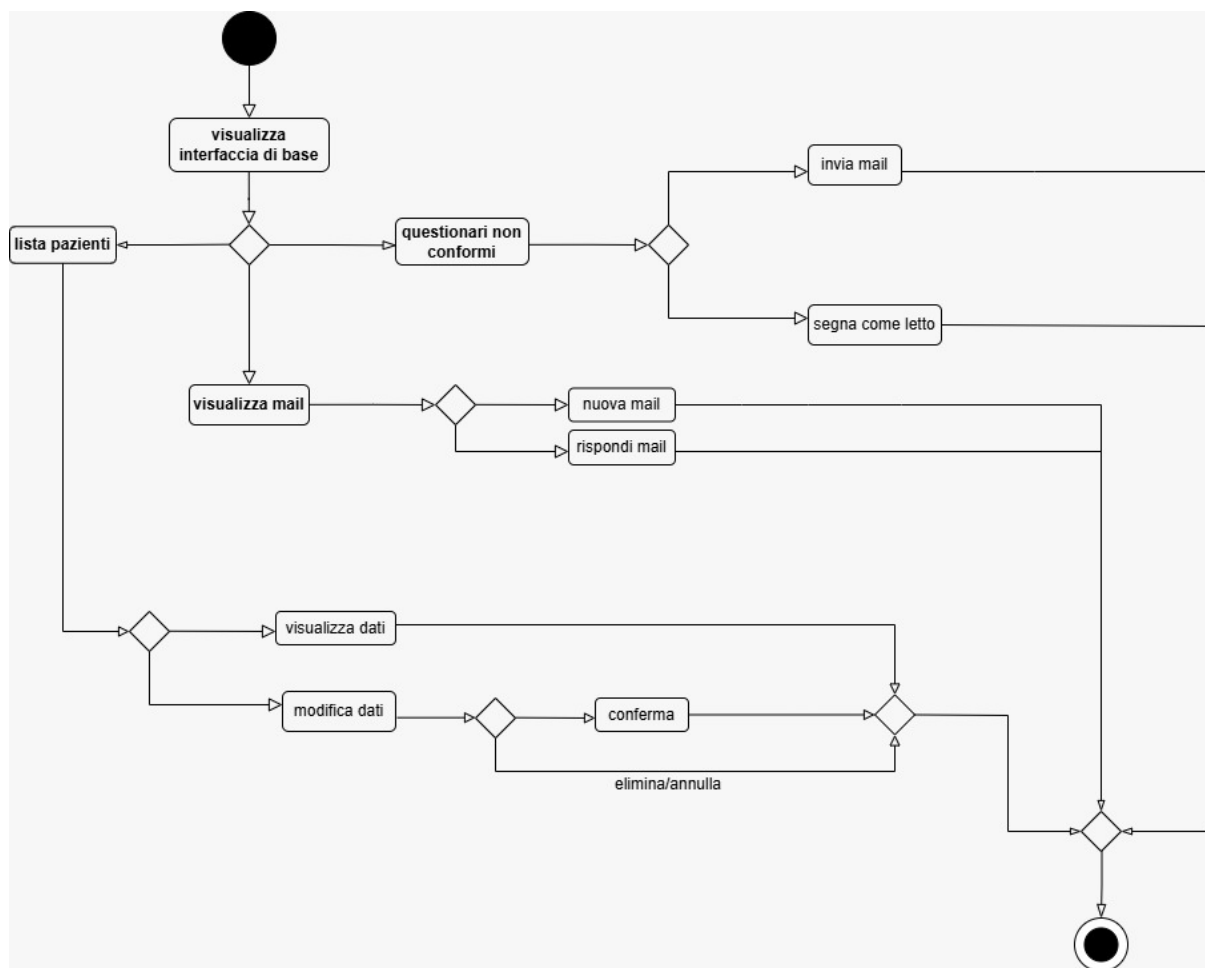 visualizza
interfaccia di base
invia mail
lista pazienti
questionari non
conformi
segna come letto
visualizza mail
nuova mail
rispondi mail
visualizza dati
modifica dati
conferma
elimina/annulla